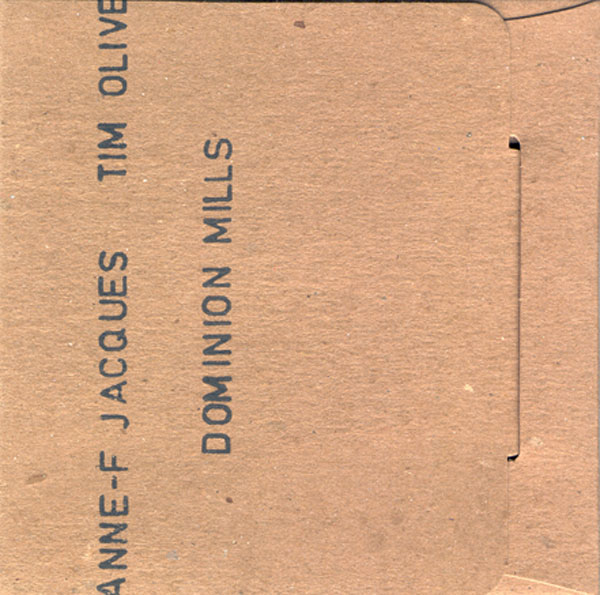 ANNE-F JACQUES TIM OLIVE
DOMINION MILLS